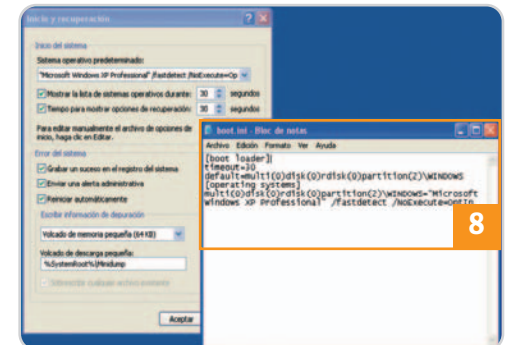 Inicio y recuperación
Inicio del sistema
Sistema operativo predeterminado:
"Microsoft Windows XP Professional" /fastdetect /NoExecute=Op
Mostrar la lista de sistemas operativos durante: 30 segundos
Tiempo para mostrar opciones de recuperación: 30 segundos
Para editar manualmente el archivo de opciones de
inicio, haga clic en Editar.
Error del sistema
Grabar un suceso en el registro del sistema
Enviar una alerta administrativa
Reiniciar automáticamente
Escribir información de depuración
Volcado de memoria pequeña (64 KB)
Volcado de descarga pequeña:
%SystemRoot%\Minidump
Sobrescribir cualquier archivo existente
Aceptar
boot.ini - Bloc de notas
Archivo Edición Formato Ver Ayuda
[boot loader]
timeout=30
default=multi(0)disk(0)rdisk(0)partition(2)\WINDOWS
[operating systems]
multi(0)disk(0)rdisk(0)partition(2)\WINDOWS="Microsoft
Windows XP Professional" /fastdetect /NoExecute=OptIn
8